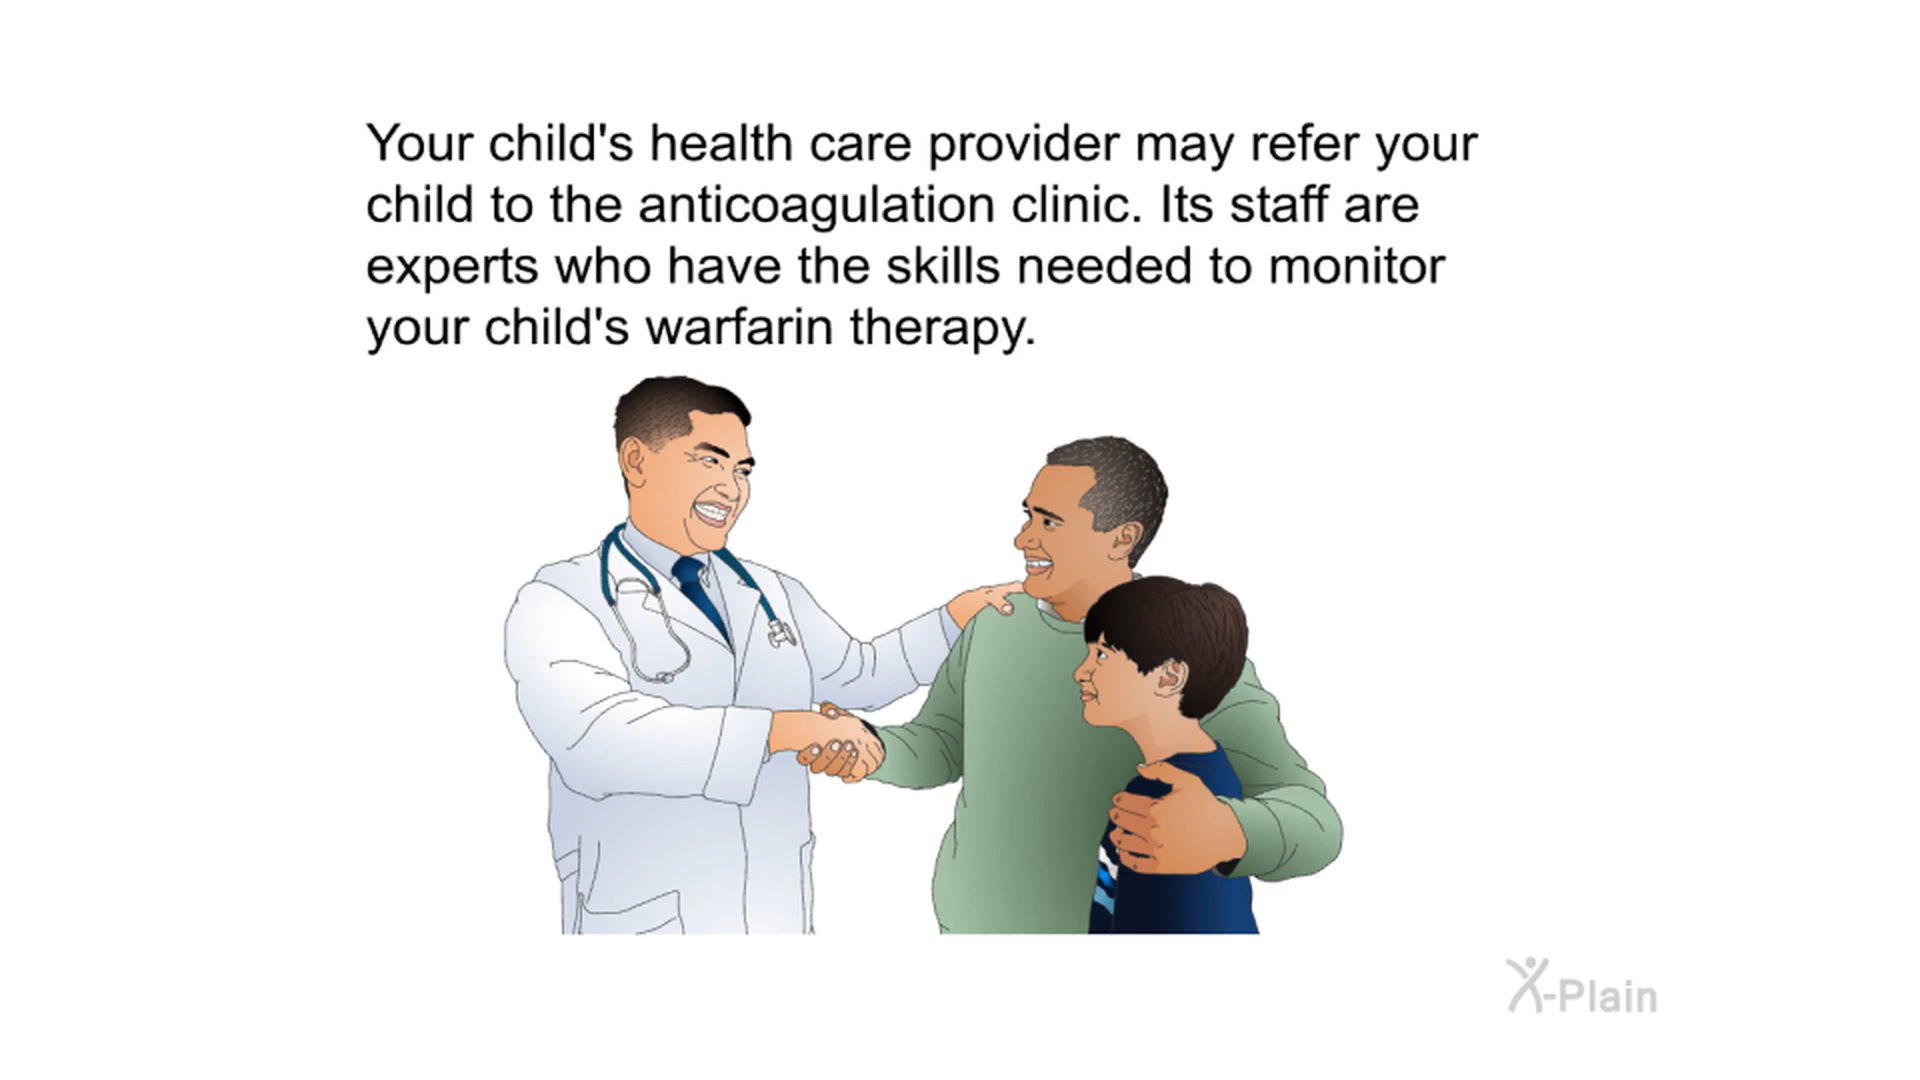 Your child's health care provider may refer your
child to the anticoagulation clinic. Its staff are
experts who have the skills needed to monitor
your child's warfarin therapy.
X-Plain